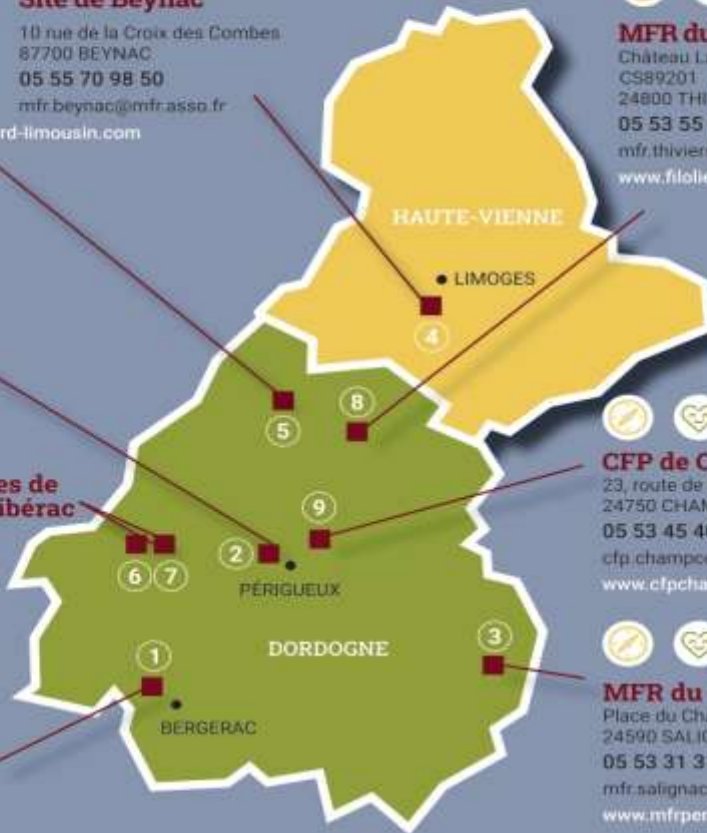 Site de Beynac
10 rue de la Croix des Combes
87700 BEYNAC
05 55 70 98 50
mfr.beynac@mfr.asso.fr
rd-limousin.com
MFR du
Château L
CS89201
24800 THI
05 53 55
mfr.thivier
www.filolie
HAUTE-VIENNE
LIMOGES
4
5
8
es de
ibérac
9
6 7
2
PÉRIGUEUX
CFP de C
23, route de
24750 CHAM
05 53 45 4
cfp.champce
www.cfpcha
DORDOGNE
3
1
BERGERAC
MFR du
Place du Cha
24590 SALIG
05 53 31 3
mfr.salignac
www.mfrper